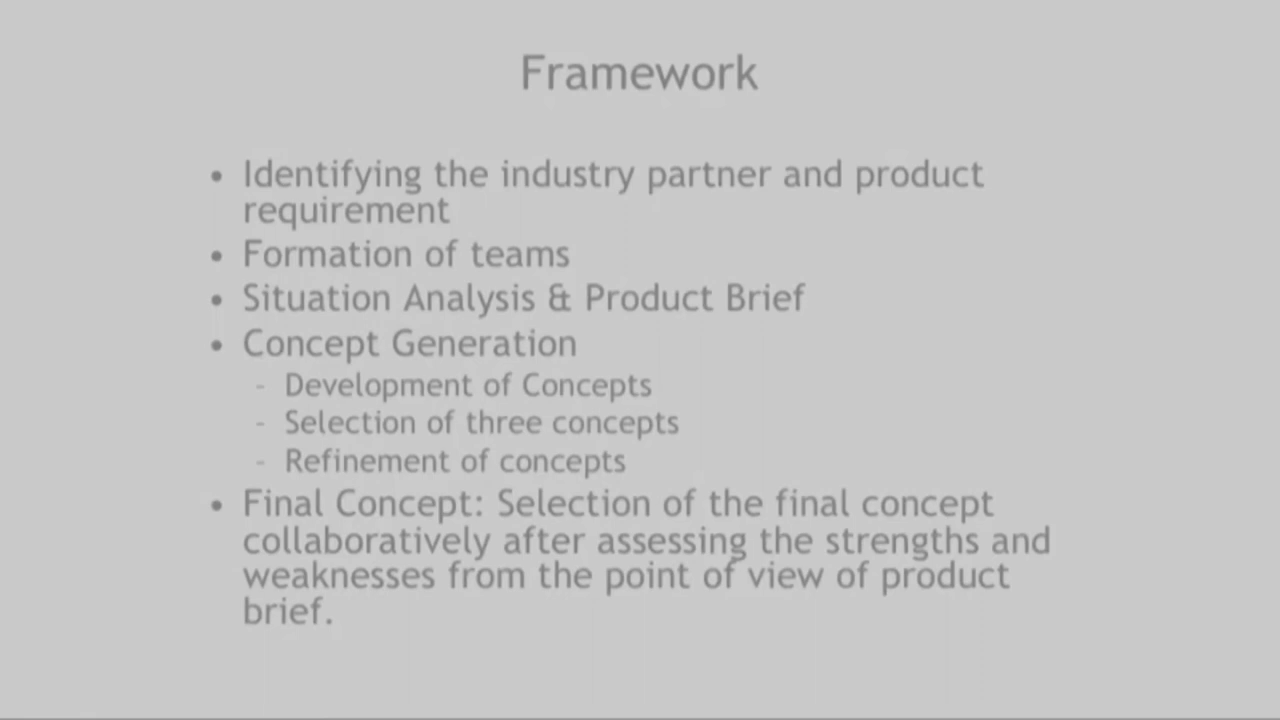 Framework
• Identifying the industry partner and product
requirement
• Formation of teams
• Situation Analysis & Product Brief
• Concept Generation
- Development of Concepts
- Selection of three concepts
- Refinement of concepts
• Final Concept: Selection of the final concept
collaboratively after assessing the strengths and
weaknesses from the point of view of product
brief.